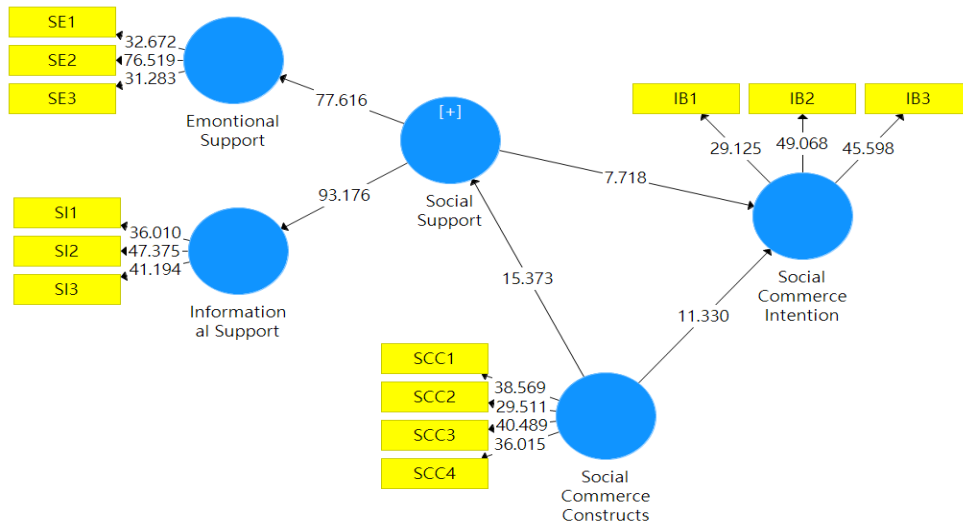 SE1
32.672
SE2
76.519
SE3
31.283
Emontional
Support
77.616
[+]
Social
Support
IB1
IB2
IB3
29.125
49.068
45.598
7.718
Social
Commerce
Intention
93.176
SI1
36.010
SI2
47.375
SI3
41.194
Information
al Support
15.373
11.330
SCC1
38.569
SCC2
29.511
SCC3
40.489
SCC4
36.015
Social
Commerce
Constructs